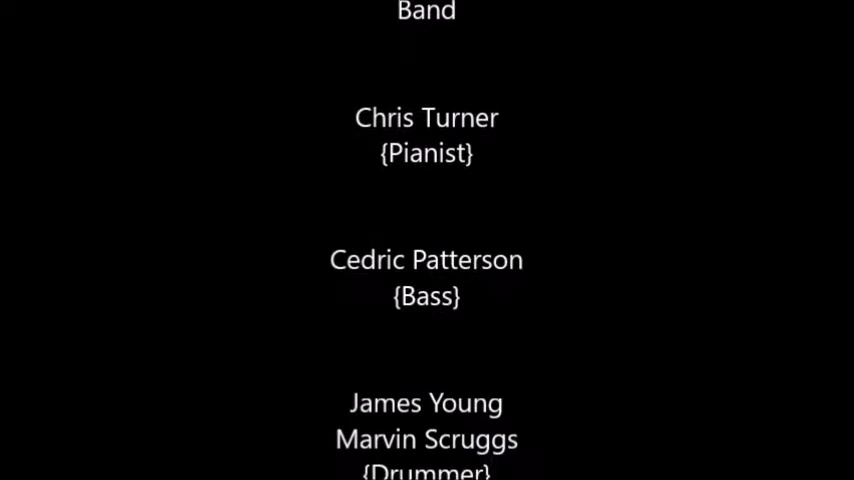 Band
Chris Turner
{Pianist}
Cedric Patterson
{Bass}
James Young
Marvin Scruggs
{Drummer}